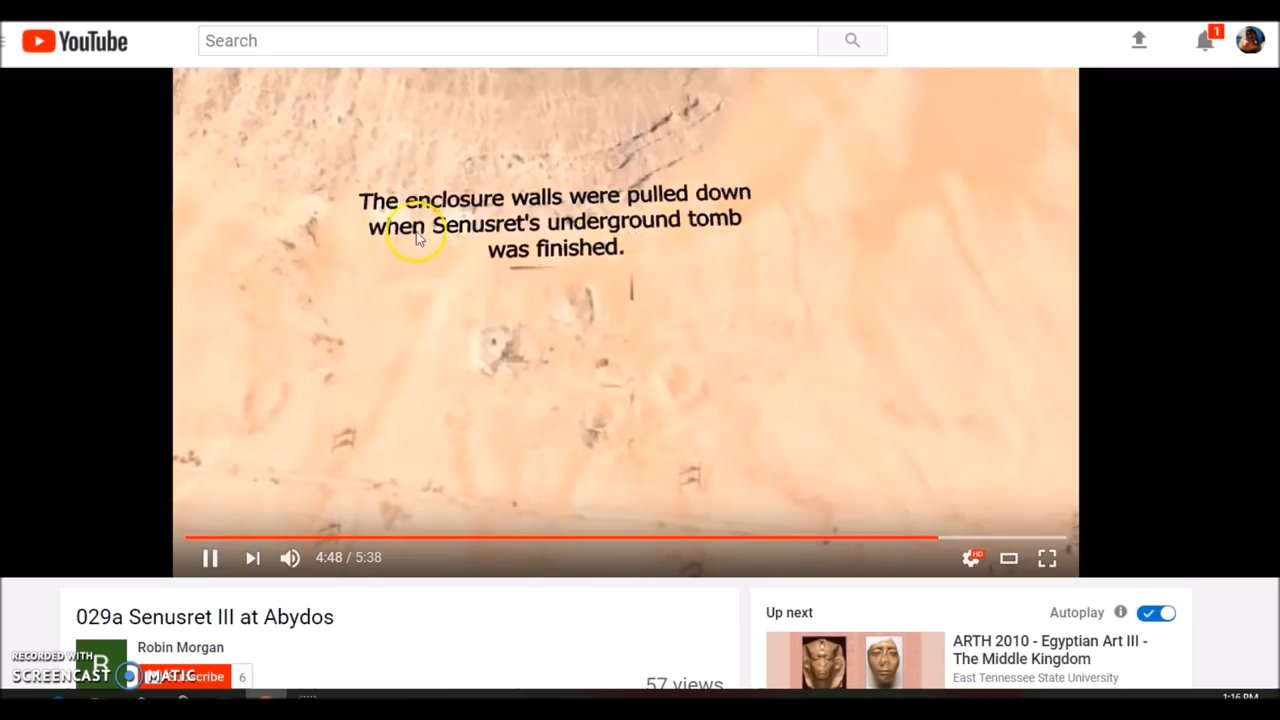 YouTube
Search
1
The enclosure walls were pulled down
when Senusret's underground tomb
was finished.
4:48 / 5:38
HD
029a Senusret III at Abydos
Up next
Autoplay
Robin Morgan
R
RECORDED WITH
SCREENCAST MATIC
6
57 views
ARTH 2010 - Egyptian Art III -
The Middle Kingdom
East Tennessee State University
1:16 PM